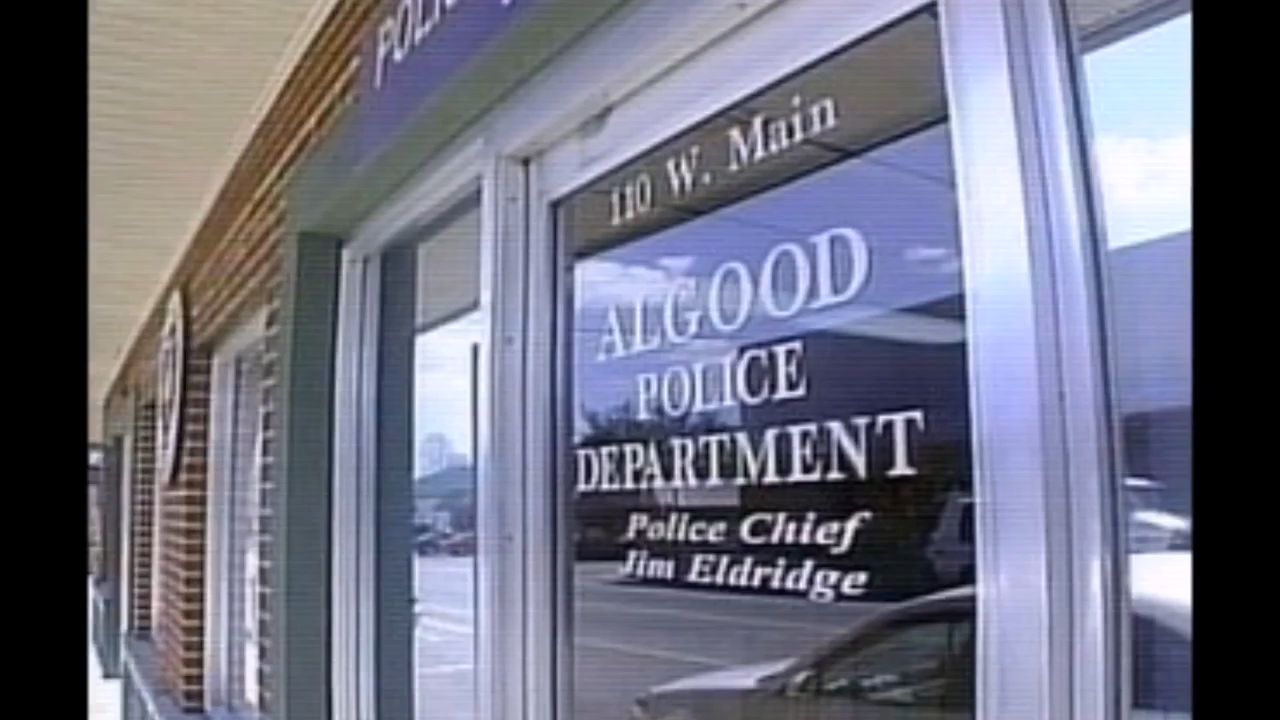 110 W. Main
ALGOOD
POLICE
DEPARTMENT
Police Chief
Jim Eldridge